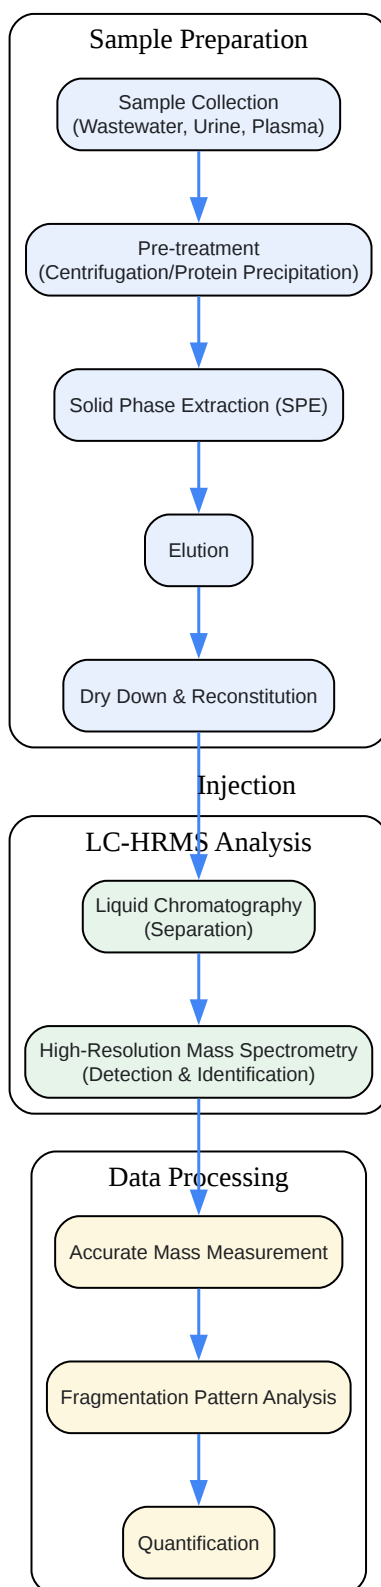 Sample Preparation
Sample Collection
(Wastewater, Urine, Plasma)
Pre-treatment
(Centrifugation/Protein Precipitation)
Solid Phase Extraction (SPE)
Elution
Dry Down & Reconstitution
Injection
LC-HRMS Analysis
Liquid Chromatography
(Separation)
High-Resolution Mass Spectrometry
(Detection & Identification)
Data Processing
Accurate Mass Measurement
Fragmentation Pattern Analysis
Quantification